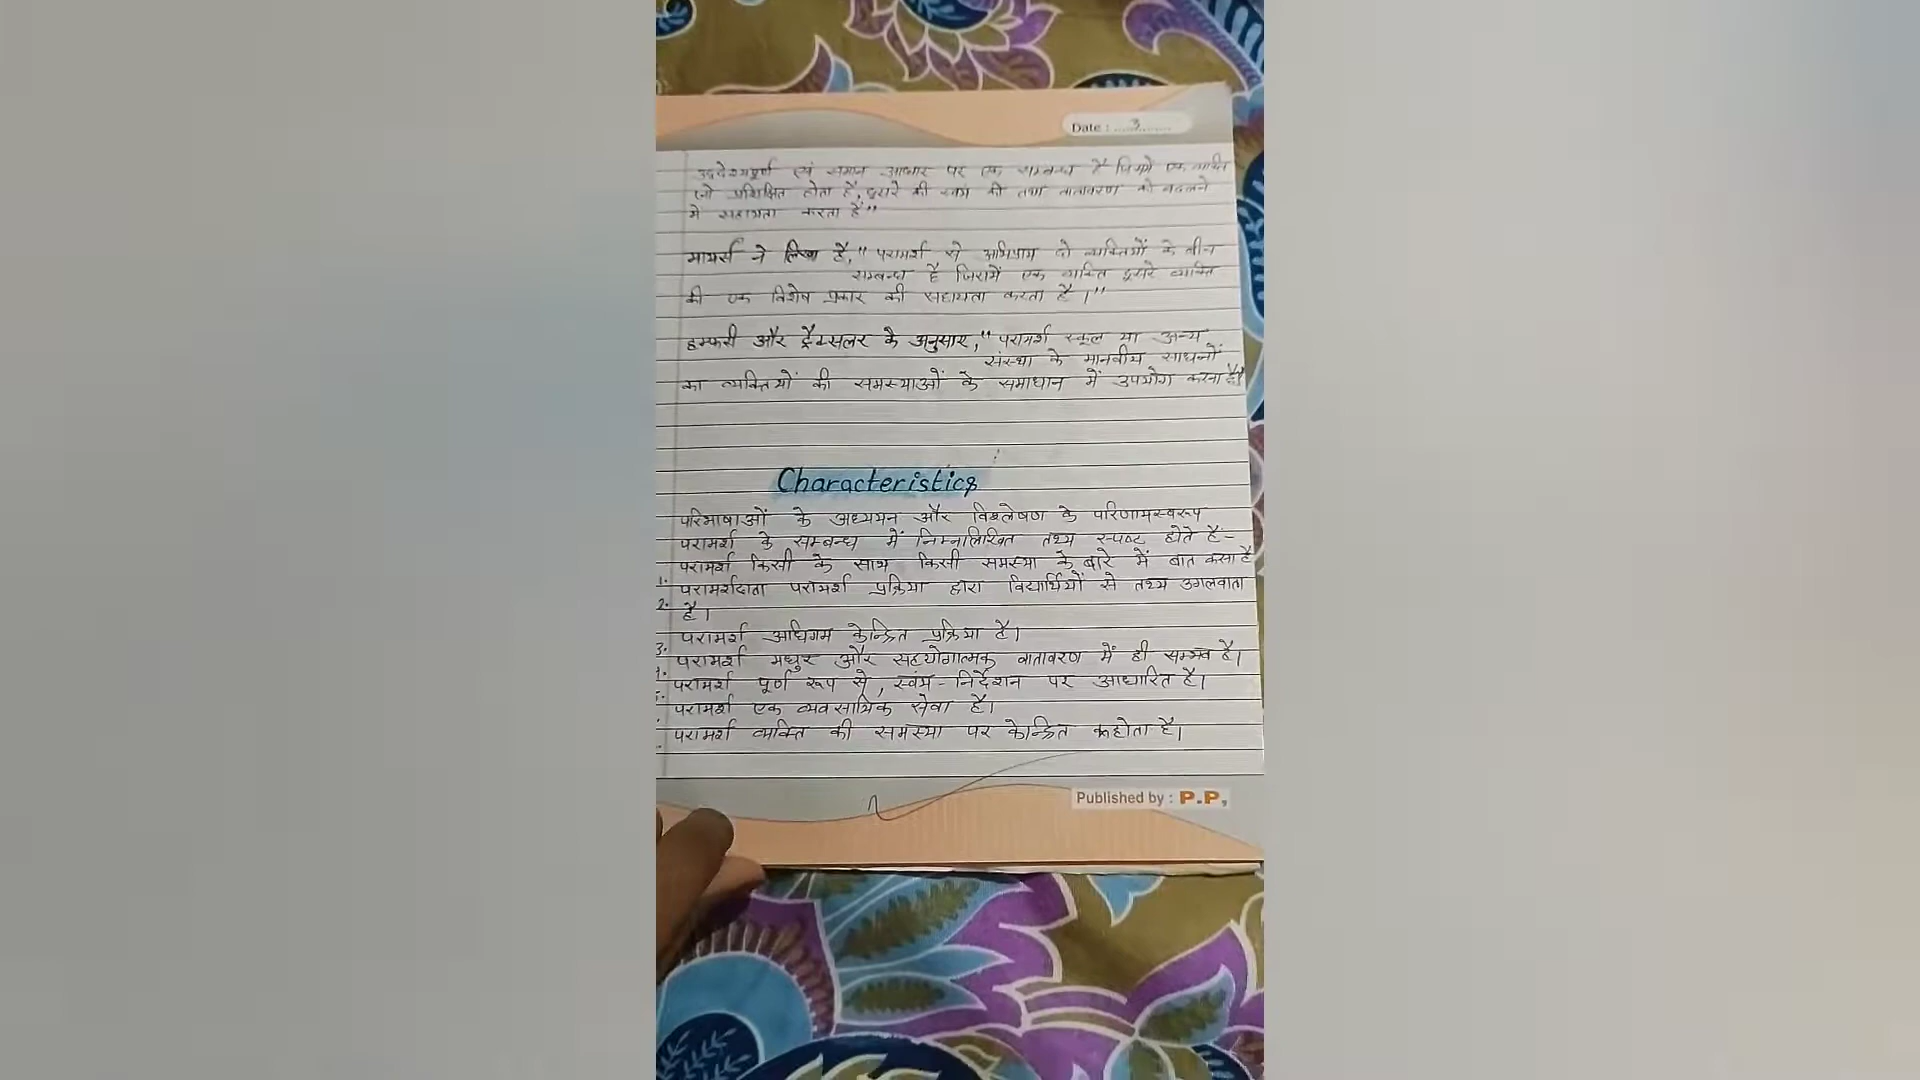 Date : 3
उद्देश्यपूर्ण एवं समान आधार पर एक सम्बन्ध है जिसमें एक व्यक्ति
जो प्रशिक्षित होता है, दूसरे की स्वयं की तथा वातावरण को बदलने
में सहायता करता है"
मायर्स ने लिखा है, "परामर्श से अभिप्राय दो व्यक्तियों के बीच
सम्बन्ध है जिसमें एक व्यक्ति दूसरे व्यक्ति
की एक विशेष प्रकार की सहायता करता है।"
हम्फरी और ट्रैक्सलर के अनुसार, "परामर्श स्कूल या अन्य
संस्था के मानवीय साधनों
का व्यक्तियों की समस्याओं के समाधान में उपयोग करना है"
Characteristics
परिभाषाओं के अध्ययन और विश्लेषण के परिणामस्वरूप
परामर्श के सम्बन्ध में निम्नलिखित तथ्य स्पष्ट होते हैं-
1. परामर्श किसी के साथ किसी समस्या के बारे में बात करना है
2. परामर्शदाता परामर्श प्रक्रिया द्वारा विद्यार्थियों से तथ्य उगलवाता
है।
3. परामर्श अधिगम केन्द्रित प्रक्रिया है।
परामर्श मधुर और सहयोगात्मक वातावरण में ही सम्भव है।
परामर्श पूर्ण रूप से, स्वंय-निर्देशन पर आधारित है।
परामर्श एक व्यवसायिक सेवा है।
परामर्श व्यक्ति की समस्या पर केन्द्रित होता है।
Published by : P.P,